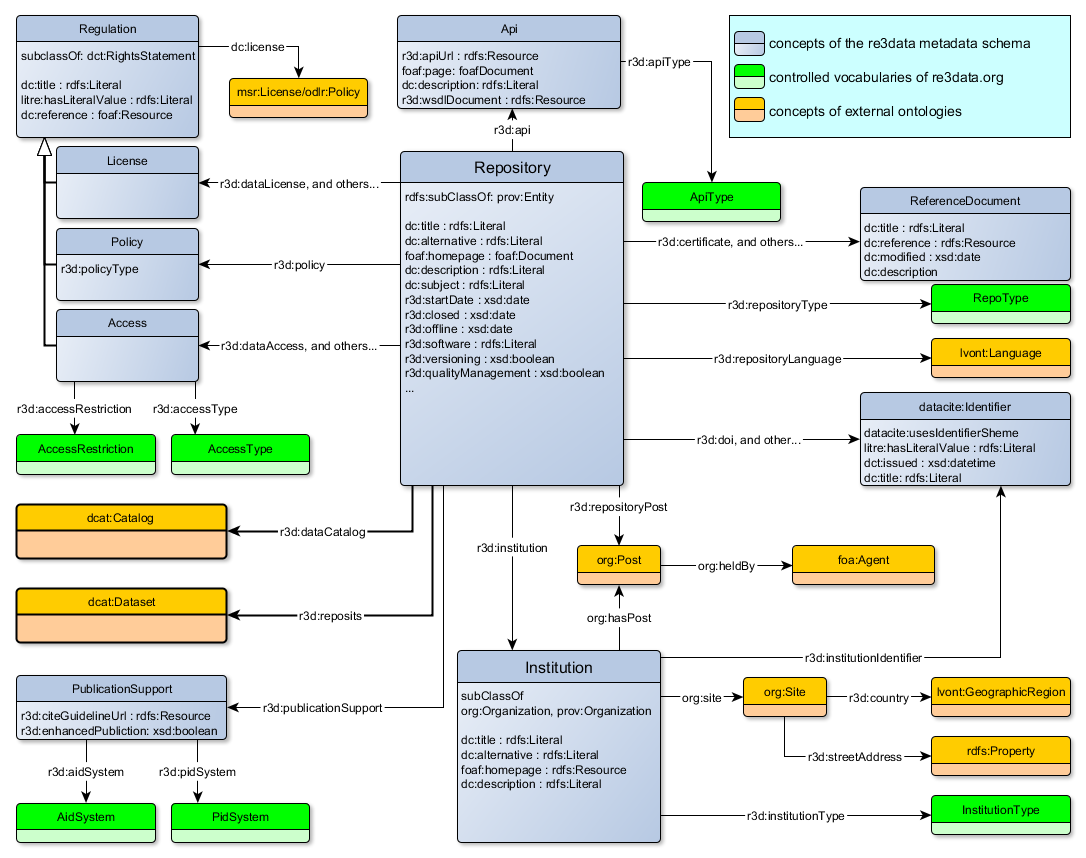 Regulation
subclassOf: dct:RightsStatement
dc:title : rdfs:Literal
litre:hasLiteralValue : rdfs:Literal
dc:reference : foaf:Resource
dc:license
msr:License/odlr:Policy
Api
r3d:apiUrl : rdfs:Resource
foaf:page: foafDocument
dc:description: rdfs:Literal
r3d:wsdlDocument : rdfs:Resource
r3d:apiType
r3d:api
concepts of the re3data metadata schema
controlled vocabularies of re3data.org
concepts of external ontologies
License
r3d:dataLicense, and others...
Policy
r3d:policyType
r3d:policy
Access
r3d:dataAccess, and others...
r3d:accessRestriction
r3d:accessType
AccessRestriction
AccessType
Repository
rdfs:subClassOf: prov:Entity
dc:title : rdfs:Literal
dc:alternative : rdfs:Literal
foaf:homepage : foaf:Document
dc:description : rdfs:Literal
dc:subject : rdfs:Literal
r3d:startDate : xsd:date
r3d:closed : xsd:date
r3d:offline : xsd:date
r3d:software : rdfs:Literal
r3d:versioning : xsd:boolean
r3d:qualityManagement : xsd:boolean
...
ApiType
r3d:certificate, and others...
ReferenceDocument
dc:title : rdfs:Literal
dc:reference : rdfs:Resource
dc:modified : xsd:date
dc:description
r3d:repositoryType
RepoType
r3d:repositoryLanguage
lvont:Language
r3d:doi, and other...
datacite:Identifier
datacite:usesIdentifierSheme
litre:hasLiteralValue : rdfs:Literal
dct:issued : xsd:datetime
dc:title: rdfs:Literal
dcat:Catalog
r3d:dataCatalog
dcat:Dataset
r3d:reposits
r3d:institution
r3d:repositoryPost
org:Post
org:heldBy
foa:Agent
org:hasPost
r3d:institutionIdentifier
PublicationSupport
r3d:citeGuidelineUrl : rdfs:Resource
r3d:enhancedPubliction: xsd:boolean
r3d:publicationSupport
r3d:aidSystem
r3d:pidSystem
AidSystem
PidSystem
Institution
subClassOf
org:Organization, prov:Organization
dc:title : rdfs:Literal
dc:alternative : rdfs:Literal
foaf:homepage : rdfs:Resource
dc:description : rdfs:Literal
org:site
org:Site
r3d:country
lvont:GeographicRegion
r3d:streetAddress
rdfs:Property
r3d:institutionType
InstitutionType